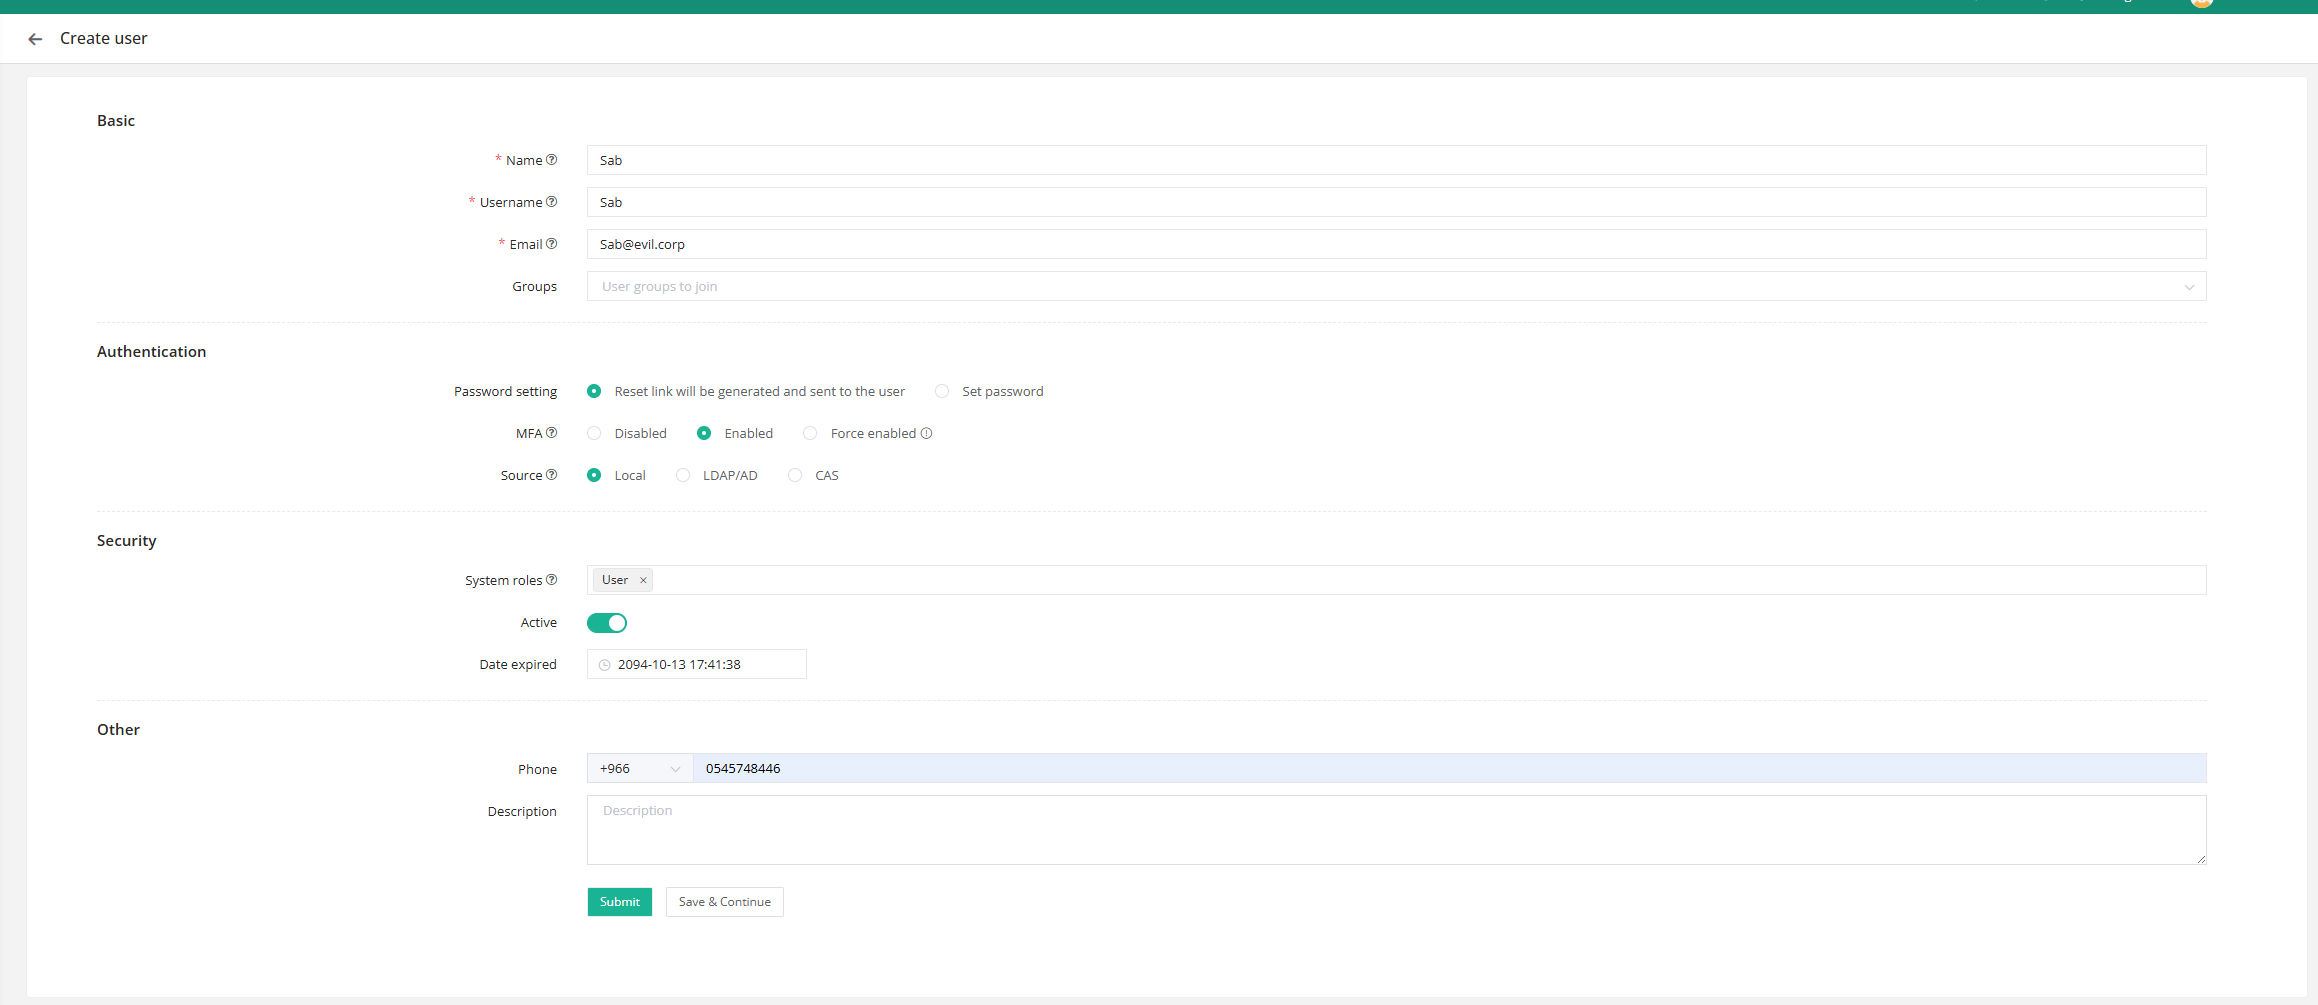 Create user
Basic
* Name
Sab
* Username
Sab
* Email
Sab@evil.corp
Groups
User groups to join
Authentication
Password setting
Reset link will be generated and sent to the user
Set password
MFA
Disabled
Enabled
Force enabled
Source
Local
LDAP/AD
CAS
Security
System roles
User ×
Active
Date expired
2094-10-13 17:41:38
Other
Phone
+966
0545748446
Description
Description
Submit
Save & Continue